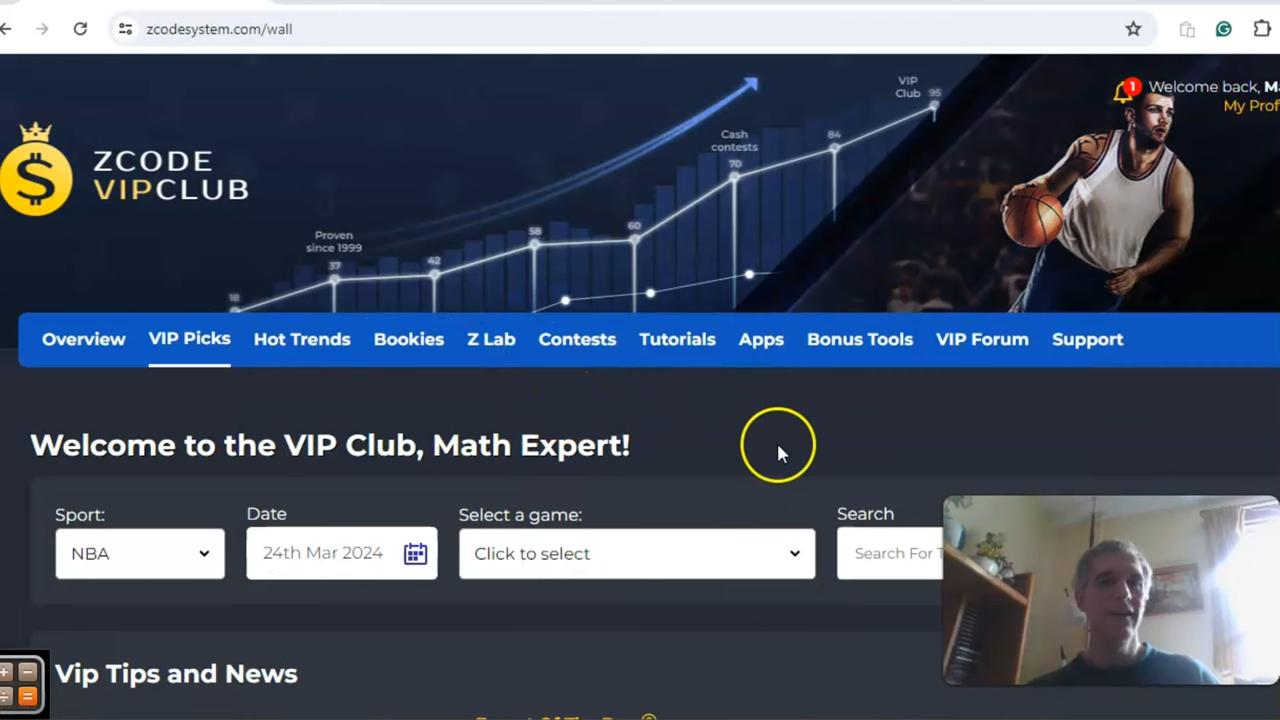 zcodesystem.com/wall
VIP
Club 95
1
Welcome back, Ma
My Prof
Cash
contests
84
70
ZCODE
VIPCLUB
Proven
since 1999
58
60
37
42
18
Overview VIP Picks Hot Trends Bookies Z Lab Contests Tutorials Apps Bonus Tools VIP Forum Support
Welcome to the VIP Club, Math Expert!
Sport: Date Select a game: Search
NBA 24th Mar 2024 Click to select Search For T
Vip Tips and News